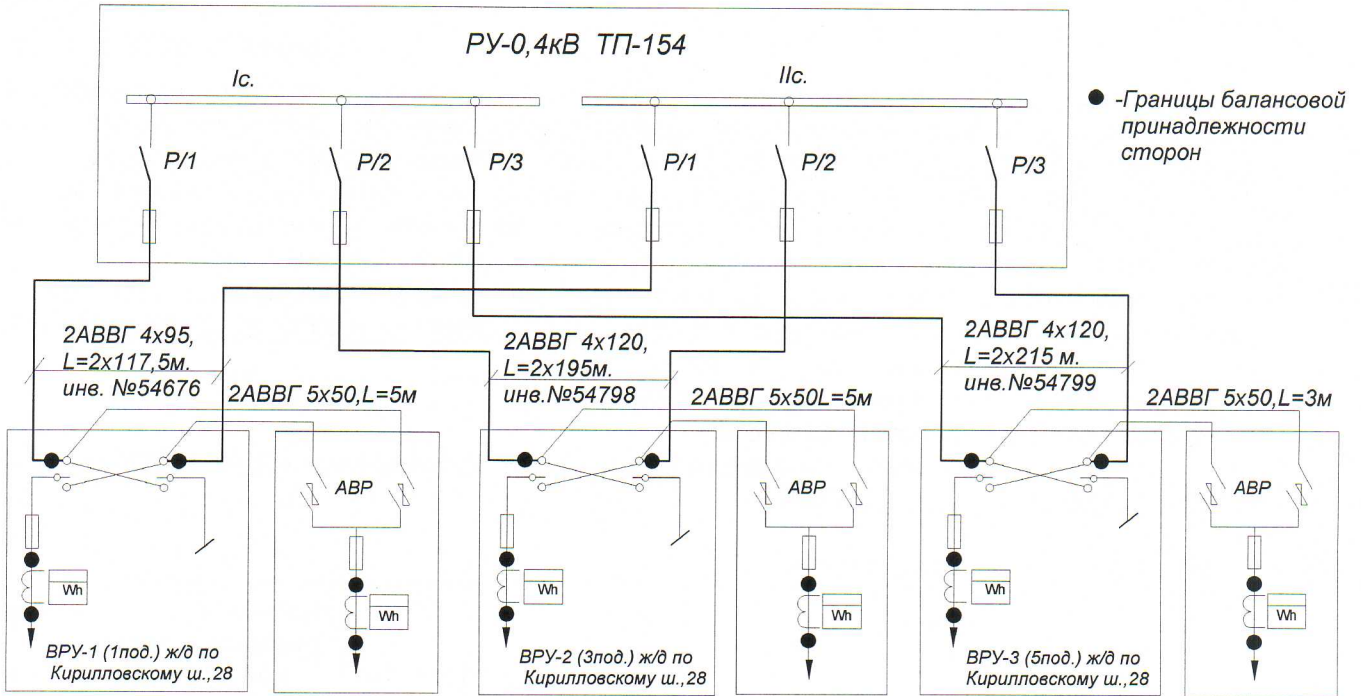 РУ-0,4кВ ТП-154
Iс.
IIс.
Р/1
Р/2
Р/3
Р/1
Р/2
Р/3
-Границы балансовой
принадлежности
сторон
2АВВГ 4х95,
L=2х117,5м.
инв. №54676
2АВВГ 5х50,L=5м
2АВВГ 4х120,
L=2х195м.
инв.№54798
2АВВГ 5х50L=5м
2АВВГ 4х120,
L=2х215 м.
инв.№54799
2АВВГ 5х50,L=3м
АВР
АВР
АВР
Wh
Wh
Wh
Wh
Wh
Wh
ВРУ-1 (1под.) ж/д по
Кирилловскому ш.,28
ВРУ-2 (3под.) ж/д по
Кирилловскому ш.,28
ВРУ-3 (5под.) ж/д по
Кирилловскому ш.,28